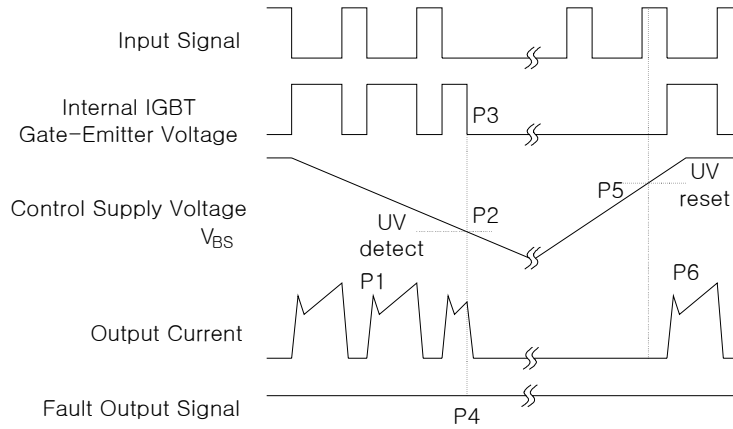 Input Signal
Internal IGBT
Gate-Emitter Voltage
P3
Control Supply Voltage
VBS
UV
detect
P2
P5
UV
reset
P1
P6
Output Current
Fault Output Signal
P4